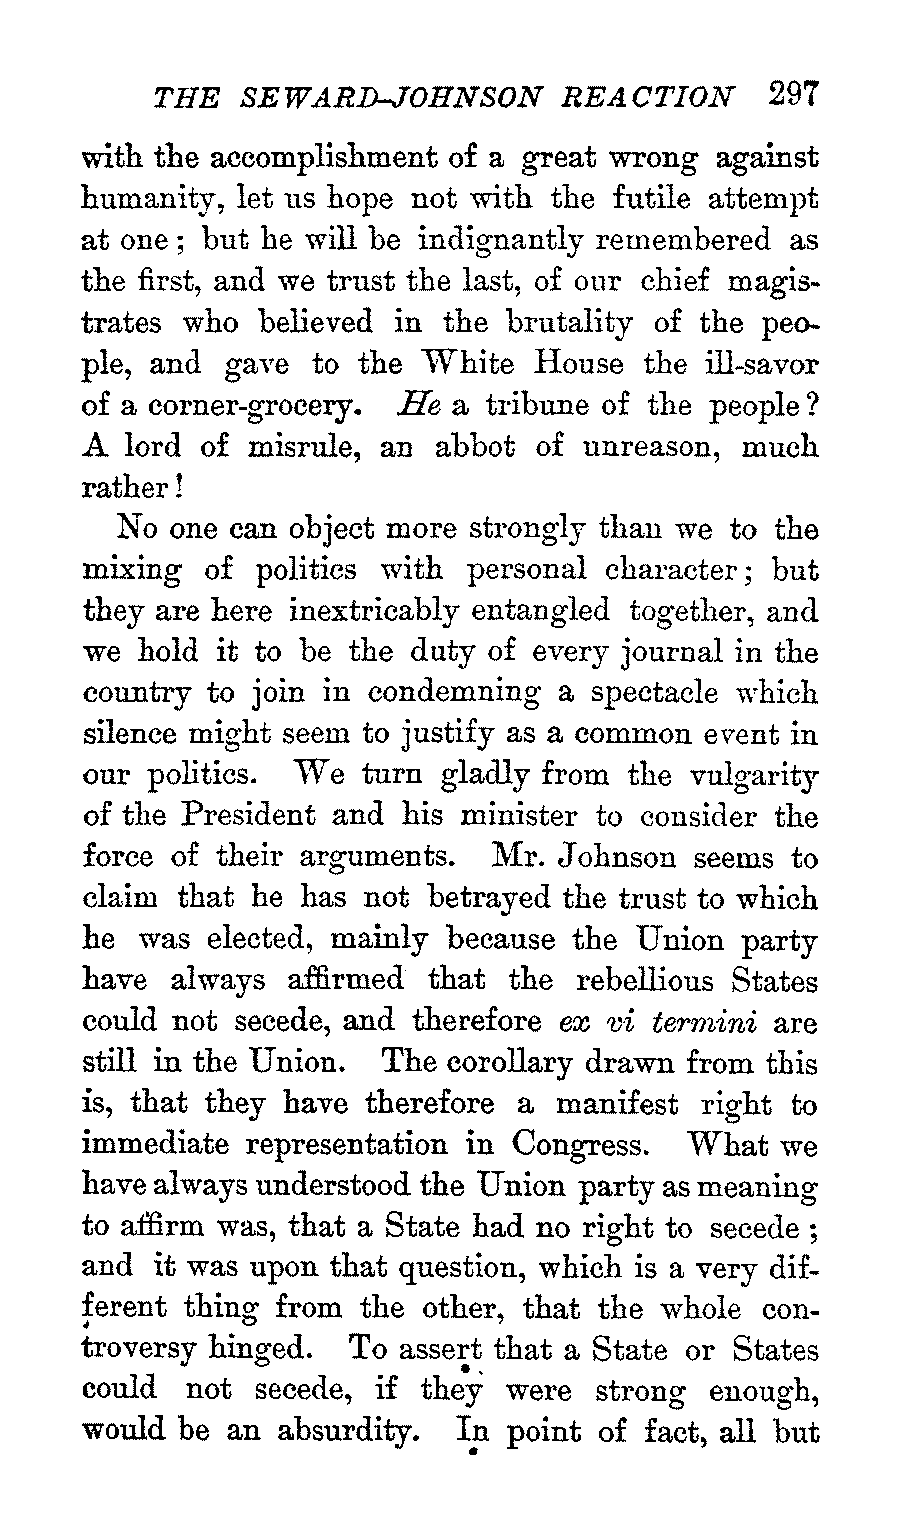 THE SEWARD-JOHNSON REACTION 297
with the accomplishment of a great wrong against
humanity, let us hope not with the futile attempt
at one ; but he will be indignantly remembered as
the first, and we trust the last, of our chief magis-
trates who believed in the brutality of the peo-
ple, and gave to the White House the ill-savor
of a corner-grocery. He a tribune of the people ?
A lord of misrule, an abbot of unreason, much
rather !
No one can object more strongly than we to the
mixing of politics with personal character ; but
they are here inextricably entangled together, and
we hold it to be the duty of every journal in the
country to join in condemning a spectacle which
silence might seem to justify as a common event in
our politics. We turn gladly from the vulgarity
of the President and his minister to consider the
force of their arguments. Mr. Johnson seems to
claim that he has not betrayed the trust to which
he was elected, mainly because the Union party
have always affirmed that the rebellious States
could not secede, and therefore ex vi termini are
still in the Union. The corollary drawn from this
is, that they have therefore a manifest right to
immediate representation in Congress. What we
have always understood the Union party as meaning
to affirm was, that a State had no right to secede ;
and it was upon that question, which is a very dif-
ferent thing from the other, that the whole con-
troversy hinged. To assert that a State or States
could not secede, if they were strong enough,
would be an absurdity. In point of fact, all but